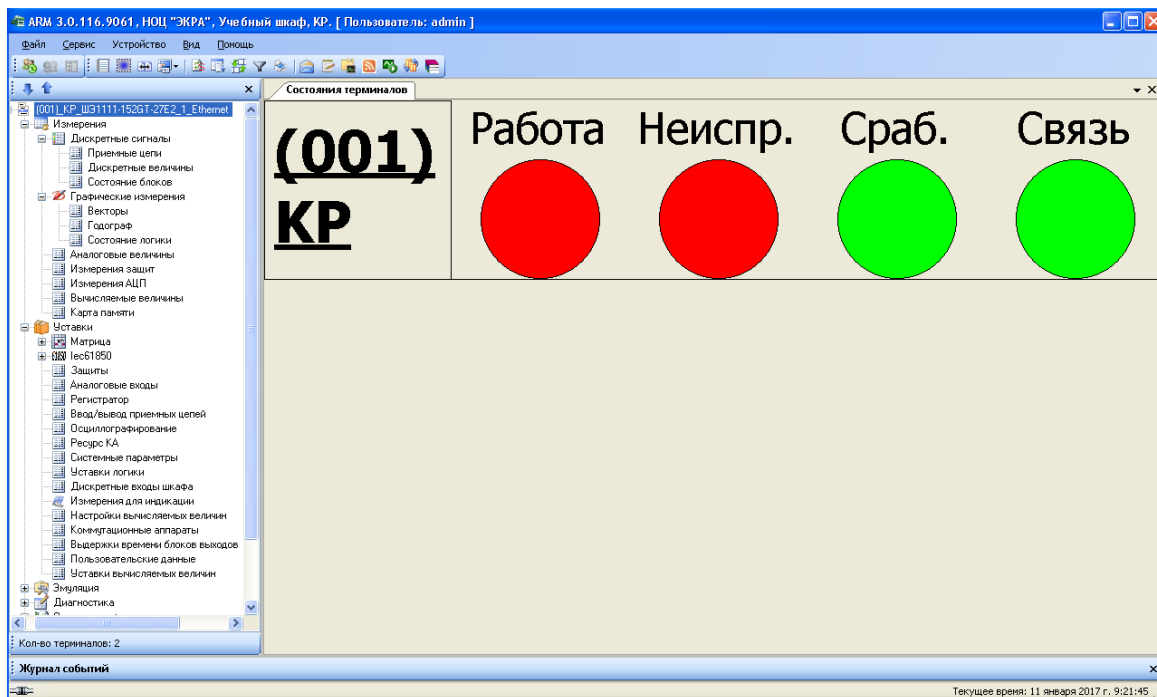 ARM 3.0.116.9061, НОЦ "ЭКРА", Учебный шкаф, КР. [ Пользователь: admin ]
Файл Сервис Устройство Вид Помощь
Состояния терминалов
(001)_KP_ШЭ1111-152GT-27E2_1_Ethernet
Измерения
Дискретные сигналы
Приемные цепи
Дискретные величины
Состояние блоков
Графические измерения
Векторы
Годограф
Состояние логики
Аналоговые величины
Измерения защит
Измерения АЦП
Вычисляемые величины
Карта памяти
Уставки
Матрица
Iec61850
Защиты
Аналоговые входы
Регистратор
Ввод/вывод приемных цепей
Осциллографирование
Ресурс КА
Системные параметры
Уставки логики
Дискретные входы шкафа
Измерения для индикации
Настройки вычисляемых величин
Коммутационные аппараты
Выдержки времени блоков выходов
Пользовательские данные
Уставки вычисляемых величин
Эмуляция
Диагностика
Кол-во терминалов: 2
(001)
КР
Работа Неиспр. Сраб. Связь
Журнал событий
Текущее время: 11 января 2017 г. 9:21:45